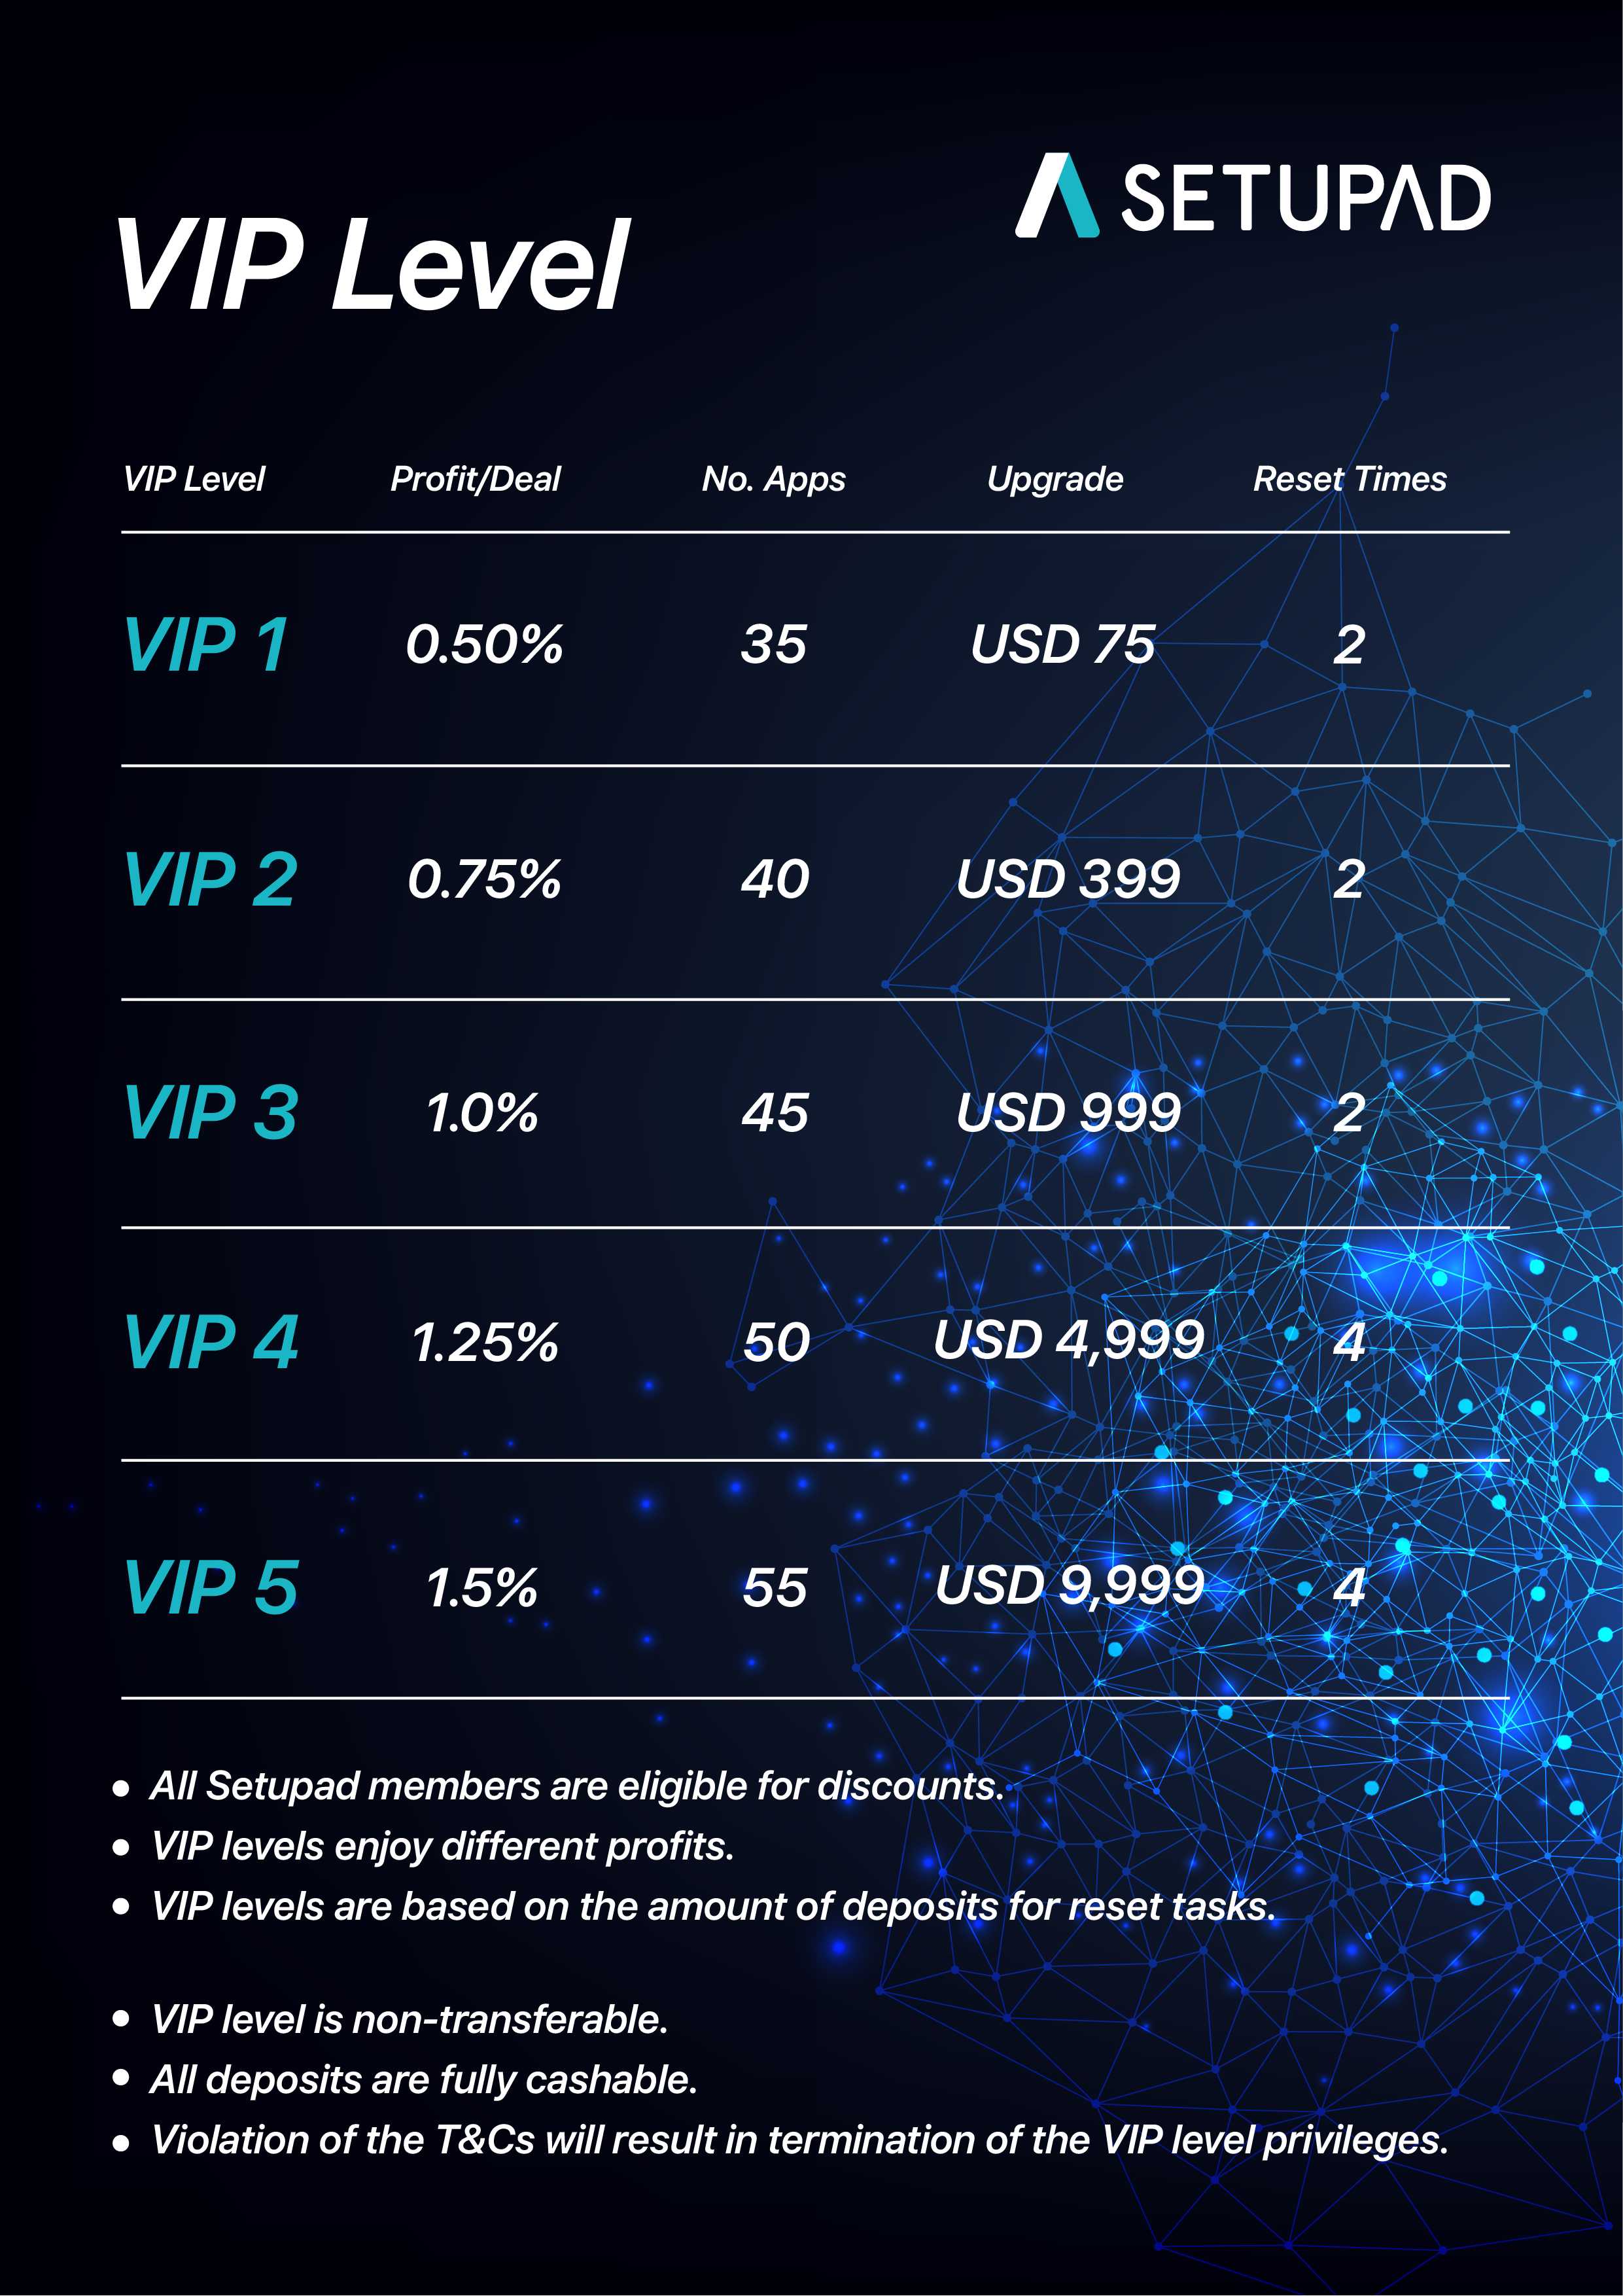 SETUPAD
VIP Level
VIP Level Profit/Deal No. Apps Upgrade Reset Times
VIP 1 0.50% 35 USD 75 2
VIP 2 0.75% 40 USD 399 2
VIP 3 1.0% 45 USD 999 2
VIP 4 1.25% 50 USD 4,999 4
VIP 5 1.5% 55 USD 9,999 4
• All Setupad members are eligible for discounts.
• VIP levels enjoy different profits.
• VIP levels are based on the amount of deposits for reset tasks.
• VIP level is non-transferable.
• All deposits are fully cashable.
• Violation of the T&Cs will result in termination of the VIP level privileges.